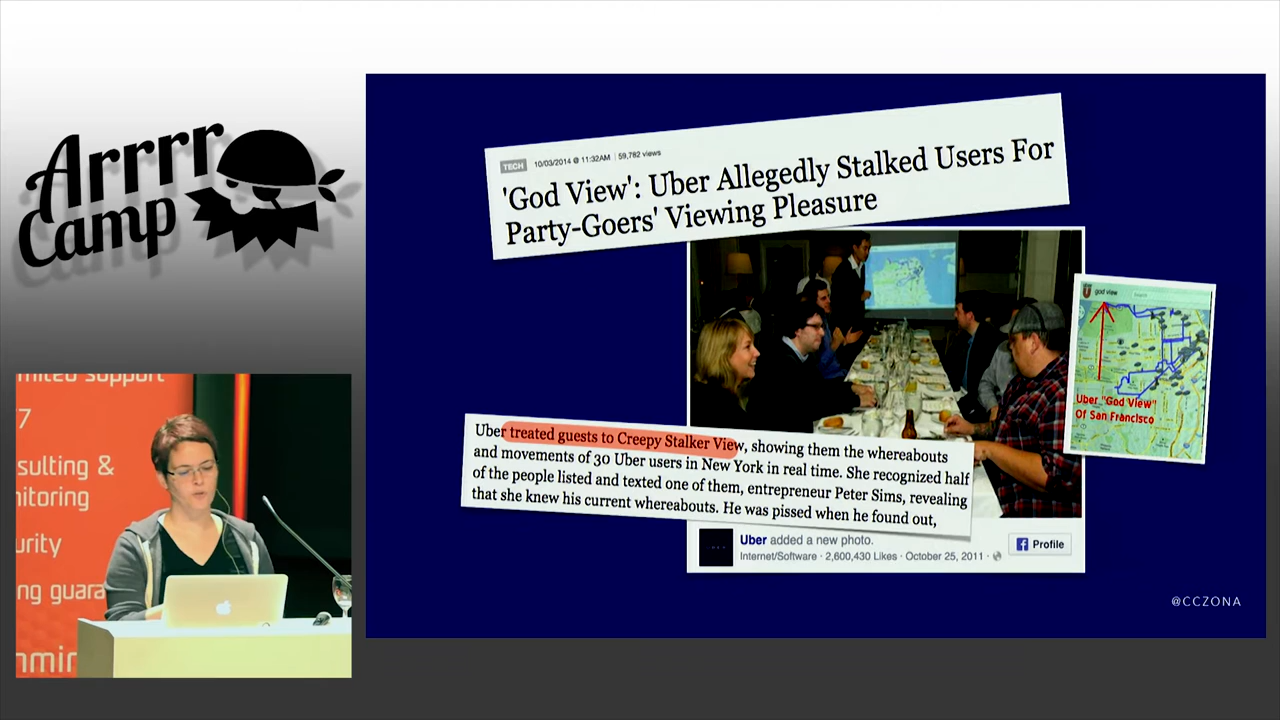 Arrrr
Camp
TECH 10/03/2014 @ 11:32AM | 59,782 views
'God View': Uber Allegedly Stalked Users For
Party-Goers' Viewing Pleasure
god view
Uber "God View"
Of San Francisco
Uber treated guests to Creepy Stalker View, showing them the whereabouts
and movements of 30 Uber users in New York in real time. She recognized half
of the people listed and texted one of them, entrepreneur Peter Sims, revealing
that she knew his current whereabouts. He was pissed when he found out,
Uber added a new photo.
Internet/Software · 2,600,430 Likes · October 25, 2011 ·
Profile
@CCZONA
support
7
sulting &
nitoring
urity
ng guara